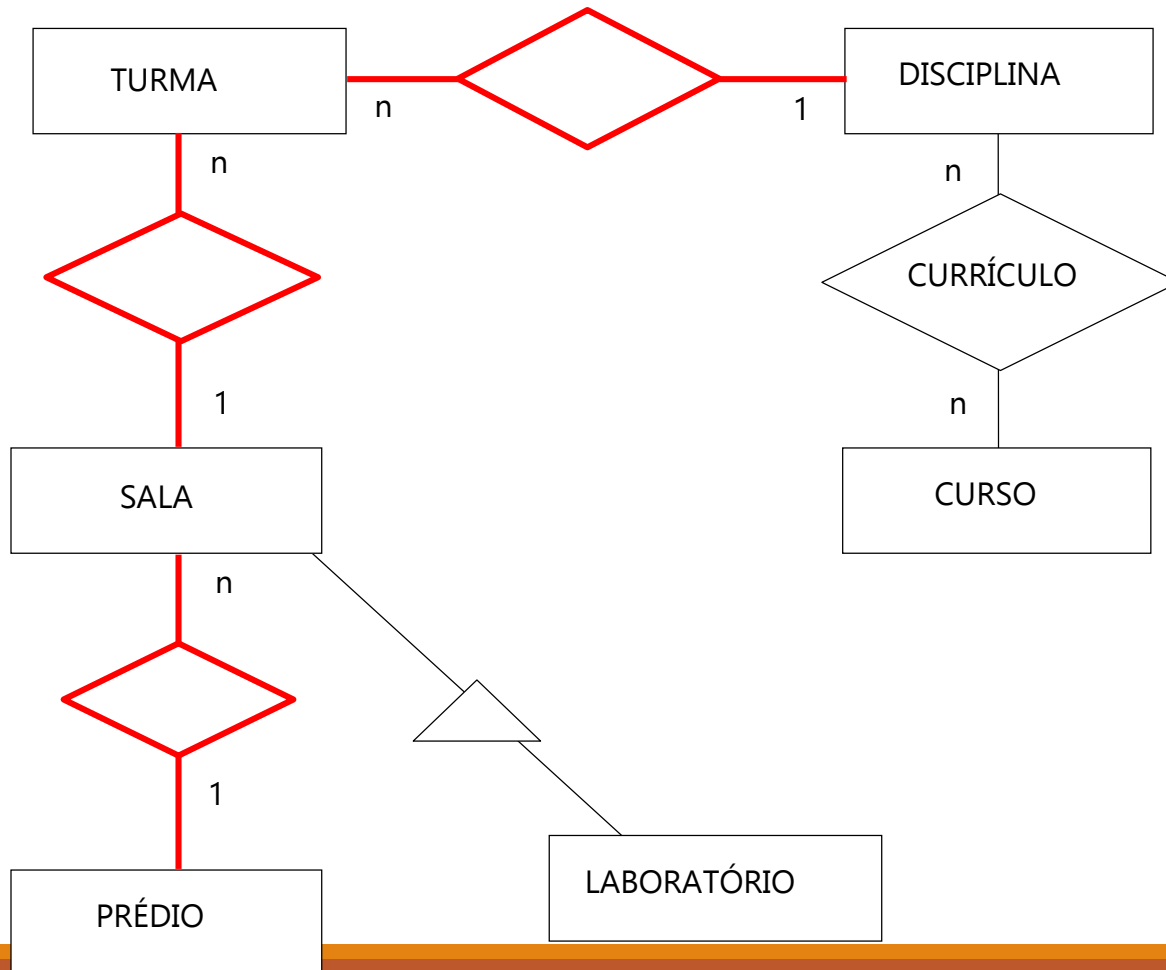 TURMA
n
1
DISCIPLINA
n
n
CURRÍCULO
1
n
SALA
CURSO
n
1
LABORATÓRIO
PRÉDIO